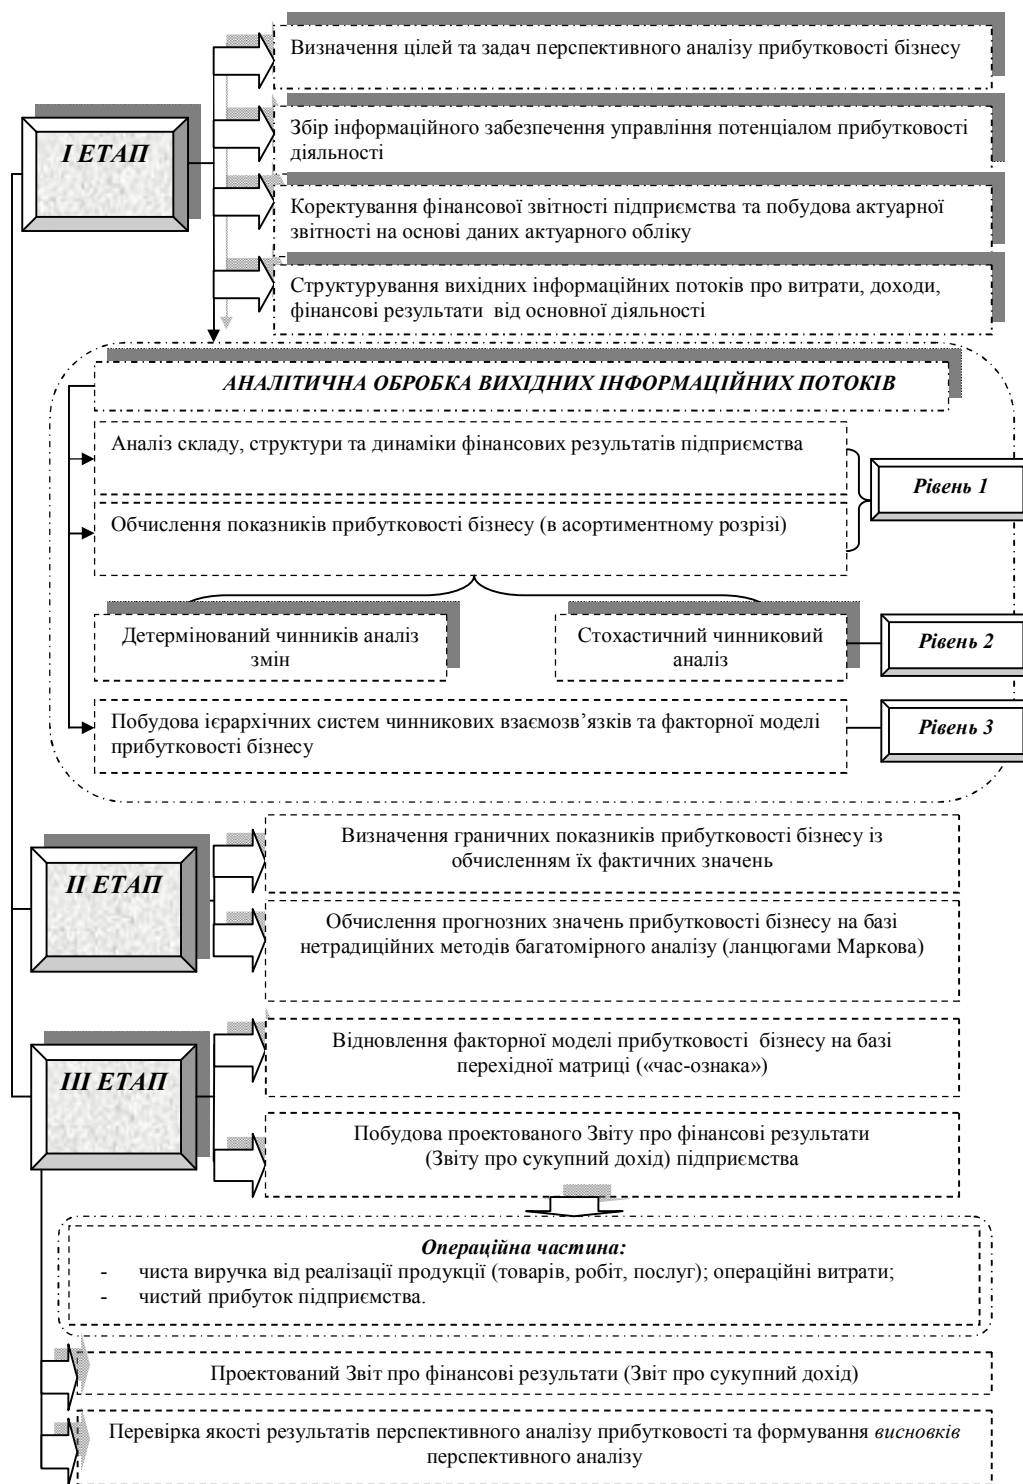 Визначення цілей та задач перспективного аналізу прибутковості бізнесу
І ЕТАП
Збір інформаційного забезпечення управління потенціалом прибутковості
діяльності
Коректування фінансової звітності підприємства та побудова актуарної
звітності на основі даних актуарного обліку
Структурування вихідних інформаційних потоків про витрати, доходи,
фінансові результати від основної діяльності
АНАЛІТИЧНА ОБРОБКА ВИХІДНИХ ІНФОРМАЦІЙНИХ ПОТОКІВ
Аналіз складу, структури та динаміки фінансових результатів підприємства
Рівень 1
Обчислення показників прибутковості бізнесу (в асортиментному розрізі)
Детермінований чинників аналіз
змін
Стохастичний чинниковий
аналіз
Рівень 2
Побудова ієрархічних систем чинникових взаємозв’язків та факторної моделі
прибутковості бізнесу
Рівень 3
ІІ ЕТАП
Визначення граничних показників прибутковості бізнесу із
обчисленням їх фактичних значень
Обчислення прогнозних значень прибутковості бізнесу на базі
нетрадиційних методів багатомірного аналізу (ланцюгами Маркова)
ІІІ ЕТАП
Відновлення факторної моделі прибутковості бізнесу на базі
перехідної матриці («час-ознака»)
Побудова проектованого Звіту про фінансові результати
(Звіту про сукупний дохід) підприємства
Операційна частина:
- чиста виручка від реалізації продукції (товарів, робіт, послуг); операційні витрати;
- чистий прибуток підприємства.
Проектований Звіт про фінансові результати (Звіт про сукупний дохід)
Перевірка якості результатів перспективного аналізу прибутковості та формування висновків
перспективного аналізу